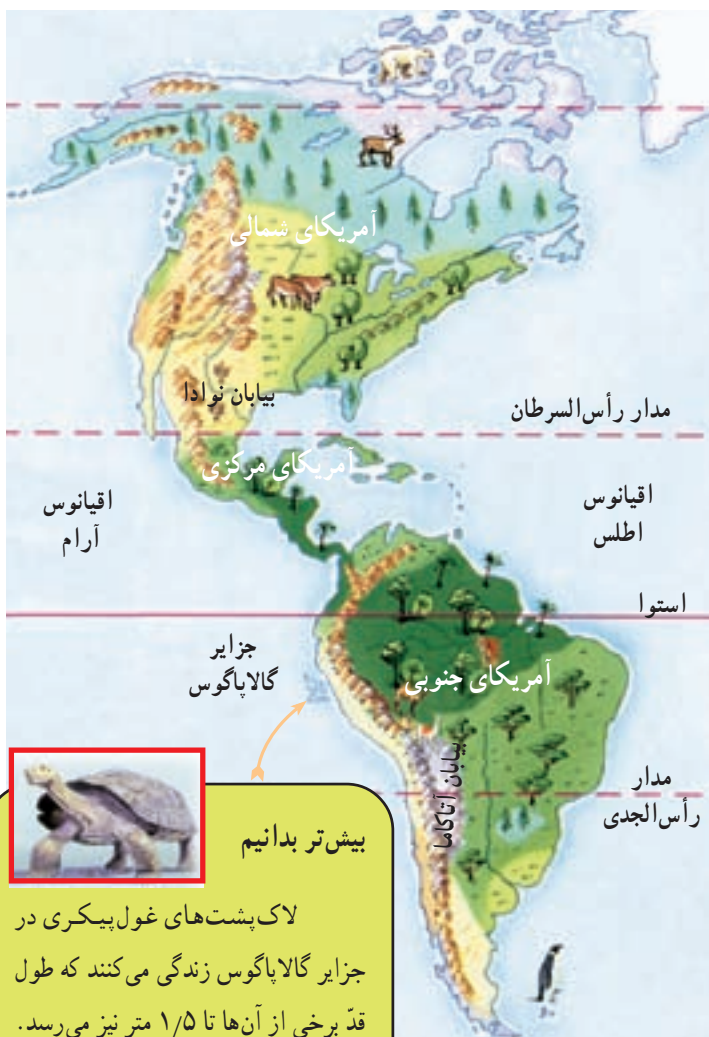 آمریکای شمالی
بیابان نوادا
مدار رأس‌السرطان
آمریکای مرکزی
اقیانوس
آرام
اقیانوس
اطلس
استوا
جزایر
گالاپاگوس
آمریکای جنوبی
بیابان آتاکاما
مدار
رأس‌الجدی
بیش‌تر بدانیم
لاک‌پشت‌های غول‌پیکری در
جزایر گالاپاگوس زندگی می‌کنند که طول
قدّ برخی از آن‌ها تا ۱/۵ متر نیز می‌رسد.